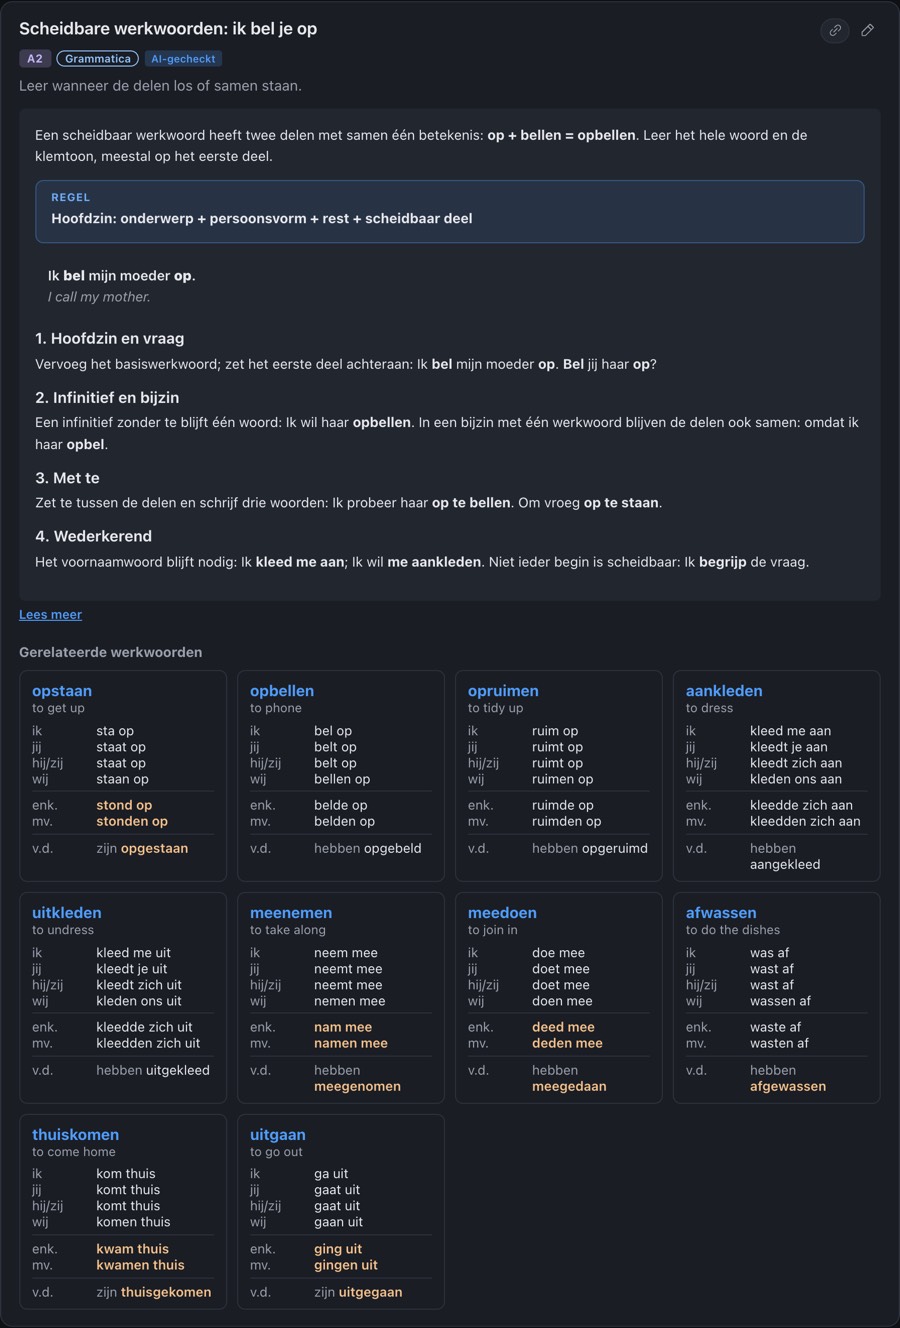 Scheidbare werkwoorden: ik bel je op
A2 Grammatica AI-gecheckt
Leer wanneer de delen los of samen staan.
Een scheidbaar werkwoord heeft twee delen met samen één betekenis: op + bellen = opbellen. Leer het hele woord en de
klemtoon, meestal op het eerste deel.
REGEL
Hoofdzin: onderwerp + persoonsvorm + rest + scheidbaar deel
Ik bel mijn moeder op.
I call my mother.
1. Hoofdzin en vraag
Vervoeg het basiswerkwoord; zet het eerste deel achteraan: Ik bel mijn moeder op. Bel jij haar op?
2. Infinitief en bijzin
Een infinitief zonder te blijft één woord: Ik wil haar opbellen. In een bijzin met één werkwoord blijven de delen ook samen: omdat ik
haar opbel.
3. Met te
Zet te tussen de delen en schrijf drie woorden: Ik probeer haar op te bellen. Om vroeg op te staan.
4. Wederkerend
Het voornaamwoord blijft nodig: Ik kleed me aan; Ik wil me aankleden. Niet ieder begin is scheidbaar: Ik begrijp de vraag.
Lees meer
Gerelateerde werkwoorden
opstaan
to get up
ik sta op
jij staat op
hij/zij staat op
wij staan op
enk. stond op
mv. stonden op
v.d. zijn opgestaan
opbellen
to phone
ik bel op
jij belt op
hij/zij belt op
wij bellen op
enk. belde op
mv. belden op
v.d. hebben opgebeld
opruimen
to tidy up
ik ruim op
jij ruimt op
hij/zij ruimt op
wij ruimen op
enk. ruimde op
mv. ruimden op
v.d. hebben opgeruimd
aankleden
to dress
ik kleed me aan
jij kleedt je aan
hij/zij kleedt zich aan
wij kleden ons aan
enk. kleedde zich aan
mv. kleedden zich aan
v.d. hebben
aangekleed
uitkleden
to undress
ik kleed me uit
jij kleedt je uit
hij/zij kleedt zich uit
wij kleden ons uit
enk. kleedde zich uit
mv. kleedden zich uit
v.d. hebben uitgekleed
meenemen
to take along
ik neem mee
jij neemt mee
hij/zij neemt mee
wij nemen mee
enk. nam mee
mv. namen mee
v.d. hebben
meegenomen
meedoen
to join in
ik doe mee
jij doet mee
hij/zij doet mee
wij doen mee
enk. deed mee
mv. deden mee
v.d. hebben
meegedaan
afwassen
to do the dishes
ik was af
jij wast af
hij/zij wast af
wij wassen af
enk. waste af
mv. wasten af
v.d. hebben
afgewassen
thuiskomen
to come home
ik kom thuis
jij komt thuis
hij/zij komt thuis
wij komen thuis
enk. kwam thuis
mv. kwamen thuis
v.d. zijn thuisgekomen
uitgaan
to go out
ik ga uit
jij gaat uit
hij/zij gaat uit
wij gaan uit
enk. ging uit
mv. gingen uit
v.d. zijn uitgegaan